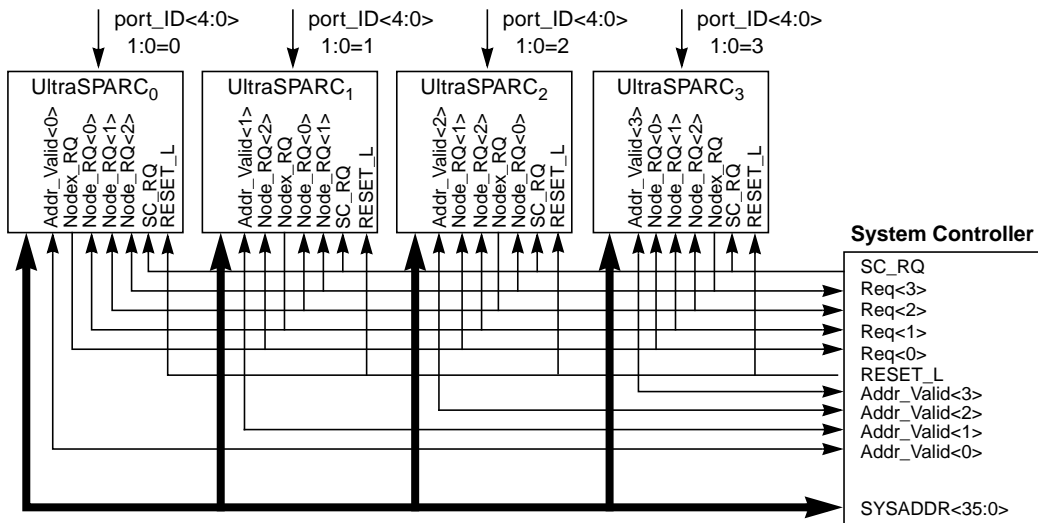 port_ID<4:0>
1:0=0
port_ID<4:0>
1:0=1
port_ID<4:0>
1:0=2
port_ID<4:0>
1:0=3
UltraSPARC0
Addr_Valid<0>
Nodex_RQ
Node_RQ<0>
Node_RQ<1>
Node_RQ<2>
SC_RQ
RESET_L
UltraSPARC1
Addr_Valid<1>
Node_RQ<2>
Nodex_RQ
Node_RQ<0>
Node_RQ<1>
SC_RQ
RESET_L
UltraSPARC2
Addr_Valid<2>
Node_RQ<1>
Node_RQ<2>
Nodex_RQ
Node_RQ<0>
SC_RQ
RESET_L
UltraSPARC3
Addr_Valid<3>
Node_RQ<0>
Node_RQ<1>
Node_RQ<2>
Nodex_RQ
SC_RQ
RESET_L
System Controller
SC_RQ
Req<3>
Req<2>
Req<1>
Req<0>
RESET_L
Addr_Valid<3>
Addr_Valid<2>
Addr_Valid<1>
Addr_Valid<0>
SYSADDR<35:0>